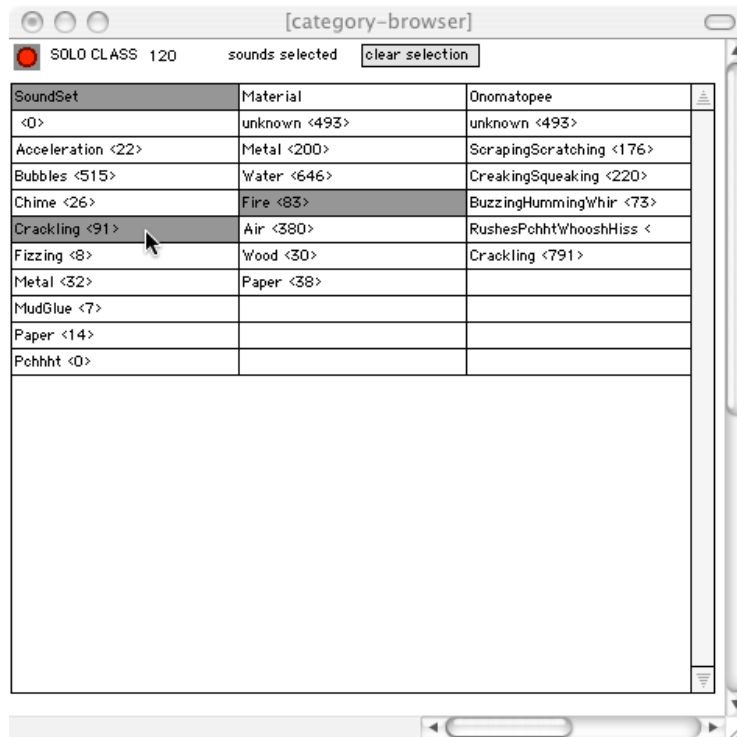 [category-browser]
SOLO CLASS 120 sounds selected clear selection
SoundSet Material Onomatopee
<0> unknown <493> unknown <493>
Acceleration <22> Metal <200> ScrapingScratching <176>
Bubbles <515> Water <646> CreakingSqueaking <220>
Chime <26> Fire <83> BuzzingHummingWhir <73>
Crackling <91> Air <380> RushesPchhtWhooshHiss <
Fizzing <8> Wood <30> Crackling <791>
Metal <32> Paper <38>
MudGlue <7>
Paper <14>
Pchhht <0>